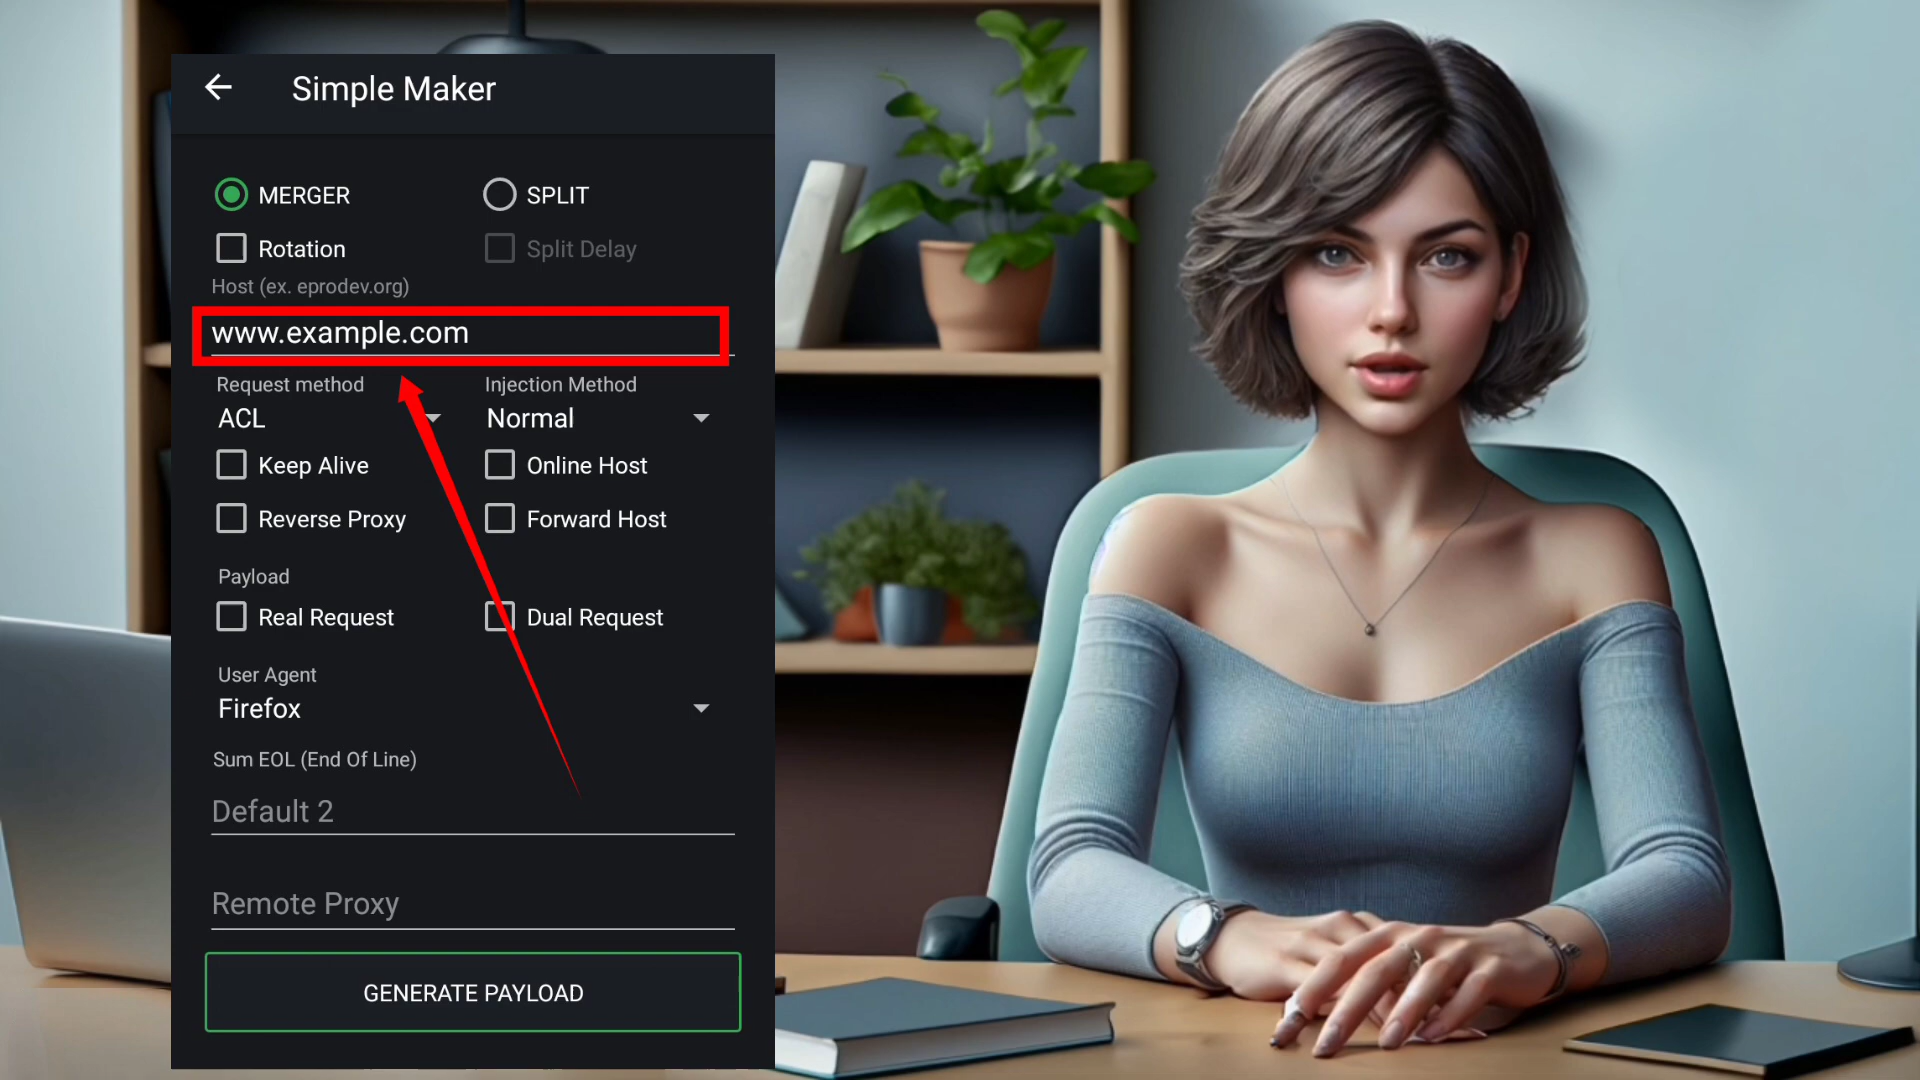 Simple Maker
MERGER
SPLIT
Rotation
Split Delay
Host (ex. eprodev.org)
www.example.com
Request method
Injection Method
ACL
Normal
Keep Alive
Online Host
Reverse Proxy
Forward Host
Payload
Real Request
Dual Request
User Agent
Firefox
Sum EOL (End Of Line)
Default 2
Remote Proxy
GENERATE PAYLOAD